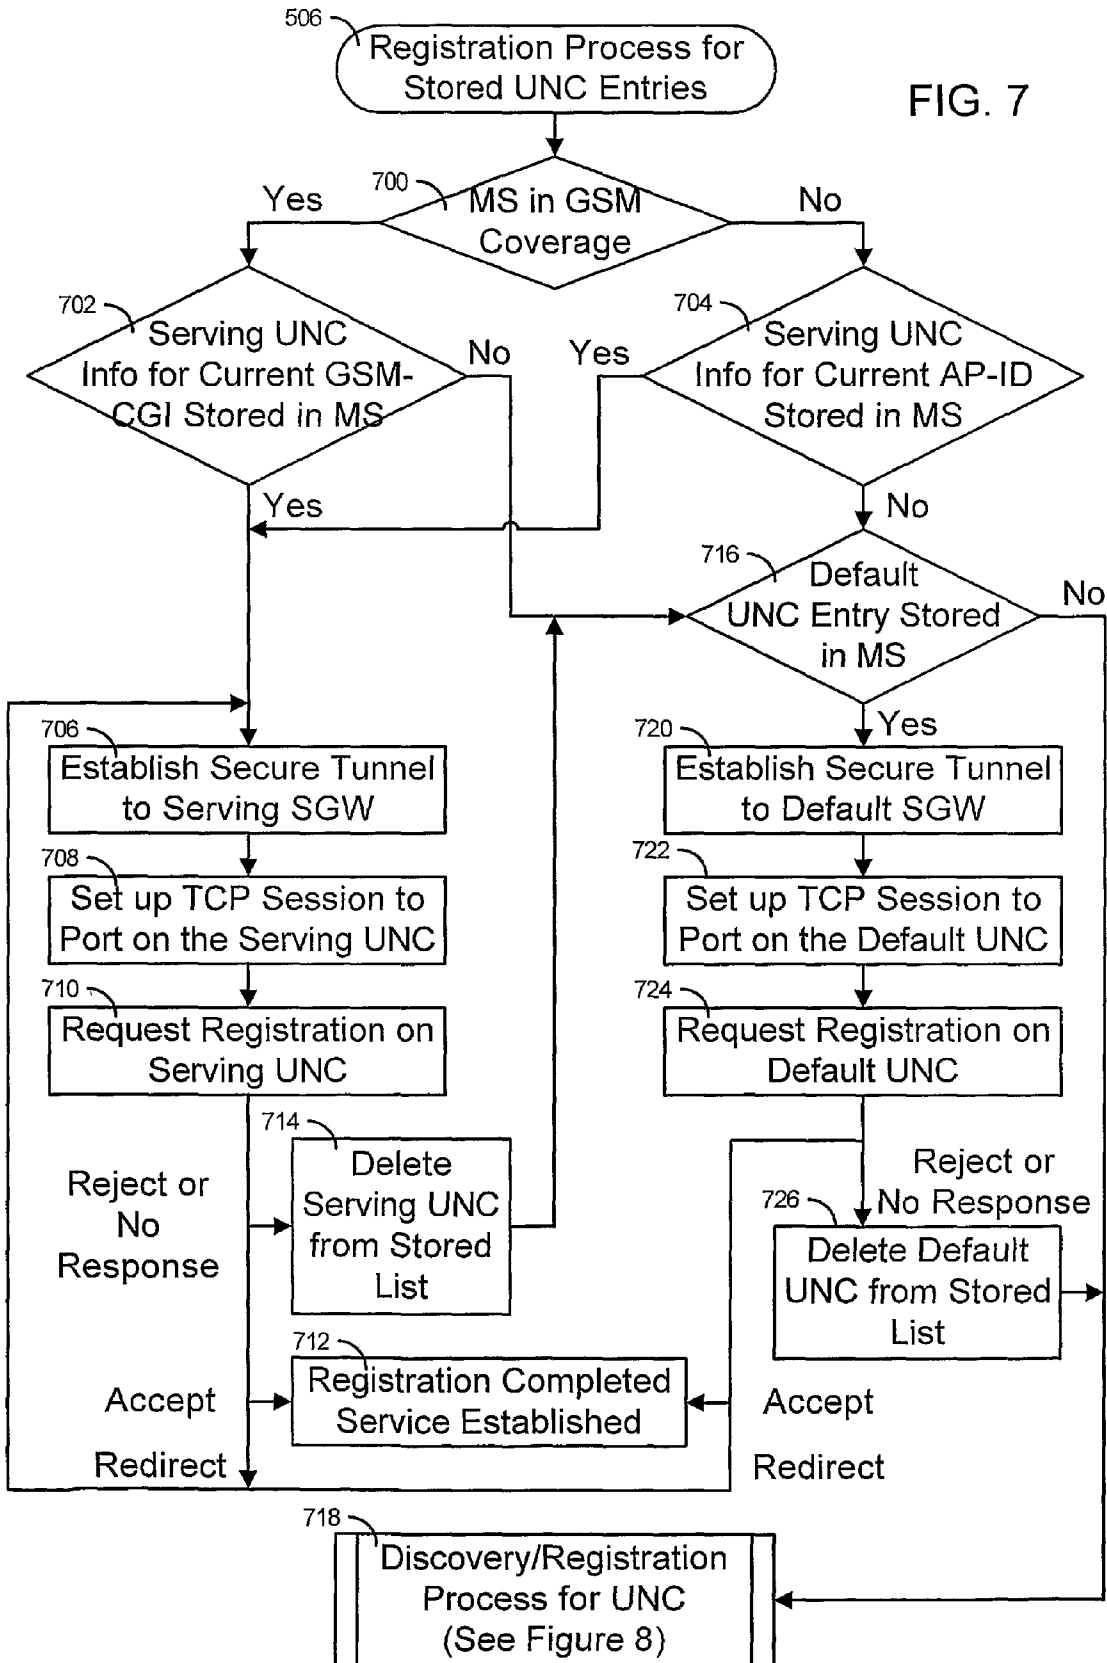 506
Registration Process for
Stored UNC Entries
FIG. 7
700
MS in GSM
Coverage
Yes
No
702
Serving UNC
Info for Current GSM-
CGI Stored in MS
No
Yes
704
Serving UNC
Info for Current AP-ID
Stored in MS
Yes
No
716
Default
UNC Entry Stored
in MS
No
Yes
706
Establish Secure Tunnel
to Serving SGW
720
Establish Secure Tunnel
to Default SGW
708
Set up TCP Session to
Port on the Serving UNC
722
Set up TCP Session to
Port on the Default UNC
710
Request Registration on
Serving UNC
724
Request Registration on
Default UNC
Reject or
No
Response
714
Delete
Serving UNC
from Stored
List
Reject or
No Response
726
Delete Default
UNC from Stored
List
712
Registration Completed
Service Established
Accept
Accept
Redirect
Redirect
718
Discovery/Registration
Process for UNC
(See Figure 8)